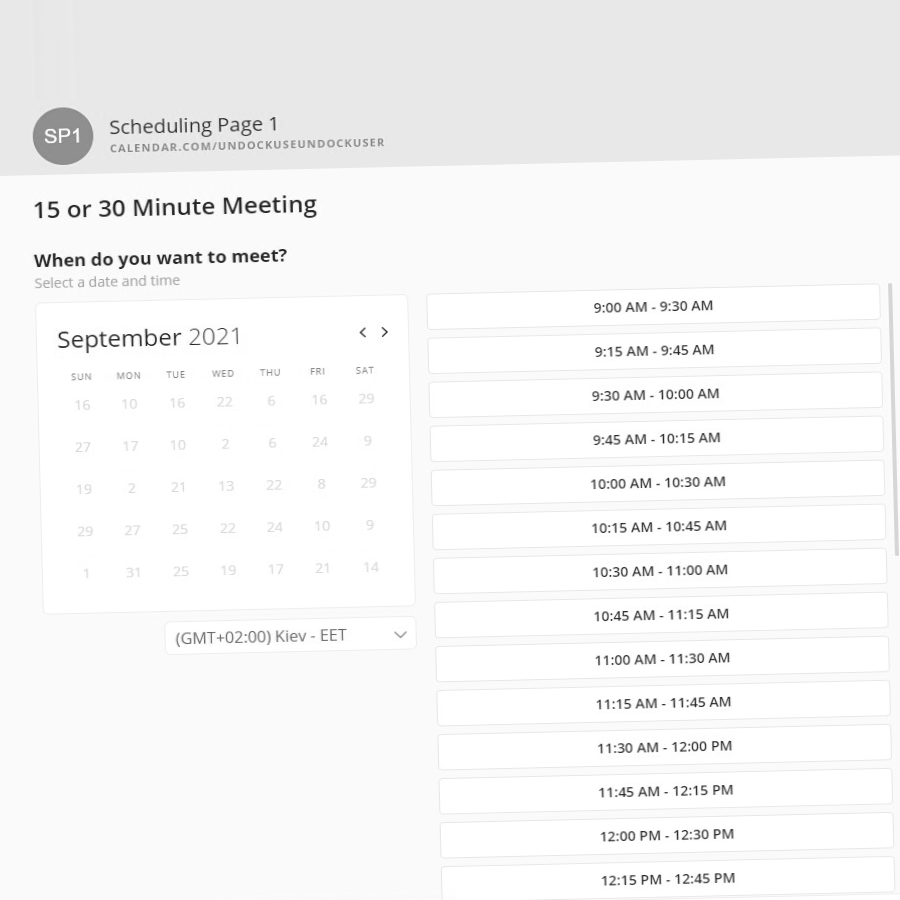 SP1
Scheduling Page 1
CALENDAR.COM/UNDOCKUSEUNDOCKUSER
15 or 30 Minute Meeting
When do you want to meet?
Select a date and time
September 2021
SUN MON TUE WED THU FRI SAT
16 10 16 22 6 16 29
27 17 10 2 6 24 9
19 2 21 13 22 8 29
29 27 25 22 24 10 9
1 31 25 19 17 21 14
(GMT+02:00) Kiev - EET
9:00 AM - 9:30 AM
9:15 AM - 9:45 AM
9:30 AM - 10:00 AM
9:45 AM - 10:15 AM
10:00 AM - 10:30 AM
10:15 AM - 10:45 AM
10:30 AM - 11:00 AM
10:45 AM - 11:15 AM
11:00 AM - 11:30 AM
11:15 AM - 11:45 AM
11:30 AM - 12:00 PM
11:45 AM - 12:15 PM
12:00 PM - 12:30 PM
12:15 PM - 12:45 PM